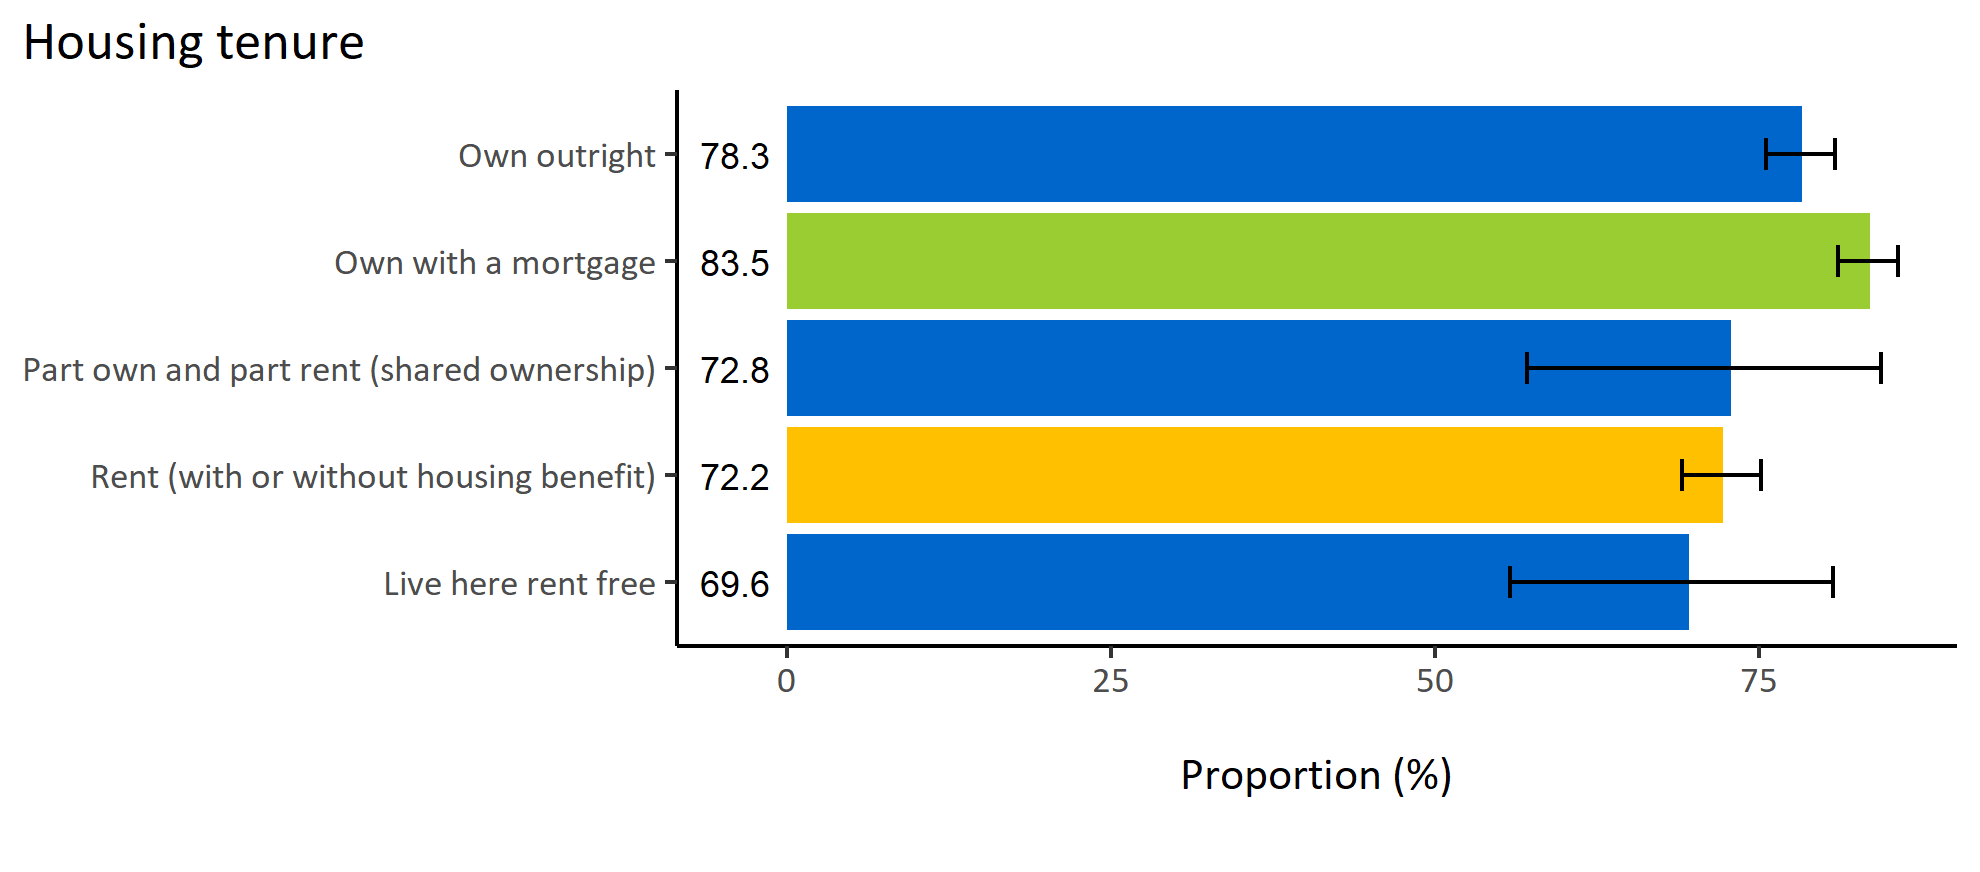 Housing tenure
Own outright 78.3
Own with a mortgage 83.5
Part own and part rent (shared ownership) 72.8
Rent (with or without housing benefit) 72.2
Live here rent free 69.6
0 25 50 75
Proportion (%)